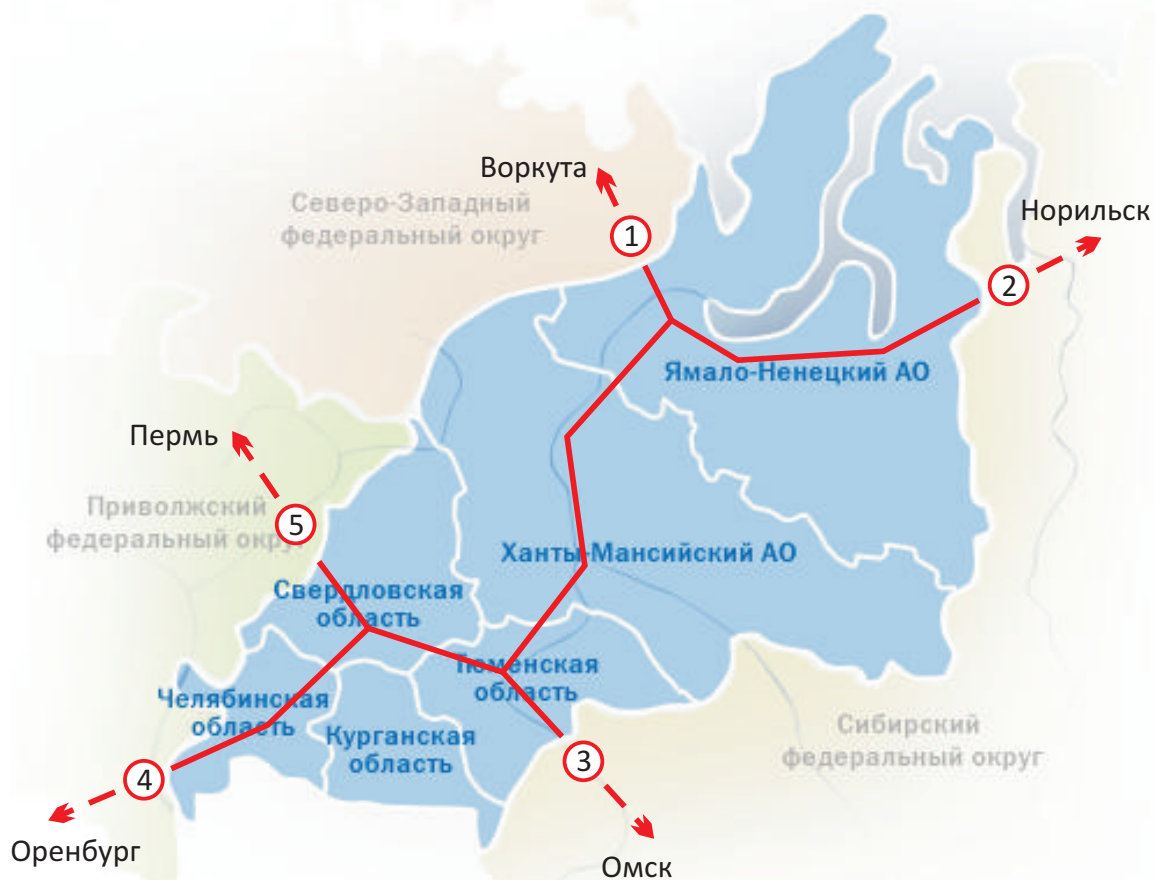 Воркута
Северо-Западный
федеральный округ
1
Норильск
2
Ямало-Ненецкий АО
Пермь
Приволжский
федеральный округ
5
Ханты-Мансийский АО
Свердловская
область
Тюменская
область
Челябинская
область
Курганская
область
Сибирский
федеральный округ
3
4
Оренбург
Омск